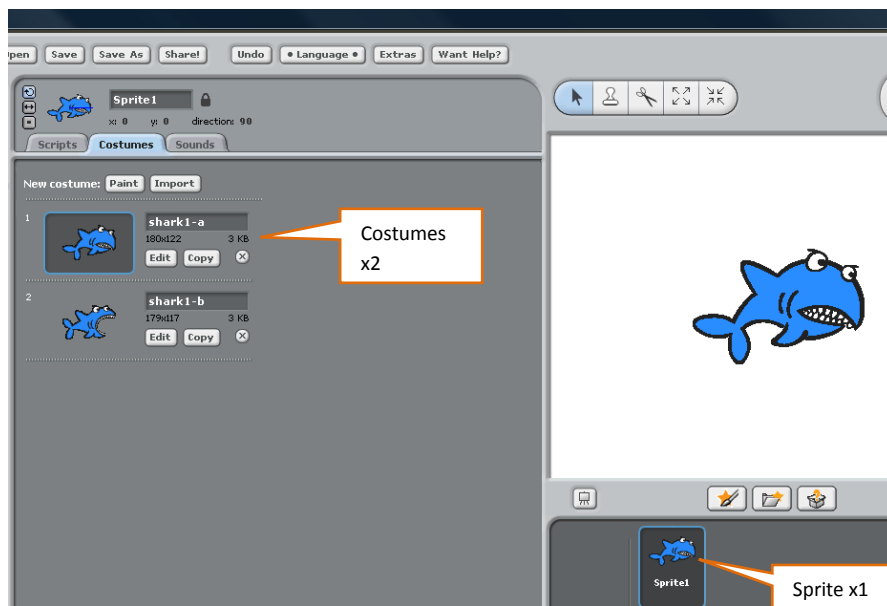 Save Save As Share! Undo • Language • Extras Want Help?
Sprite1
x: 0 y: 0 direction: 90
Scripts Costumes Sounds
New costume: Paint Import
1
shark1-a
180x122 3 KB
Edit Copy
Costumes
x2
2
shark1-b
179x117 3 KB
Edit Copy
Sprite1
Sprite x1